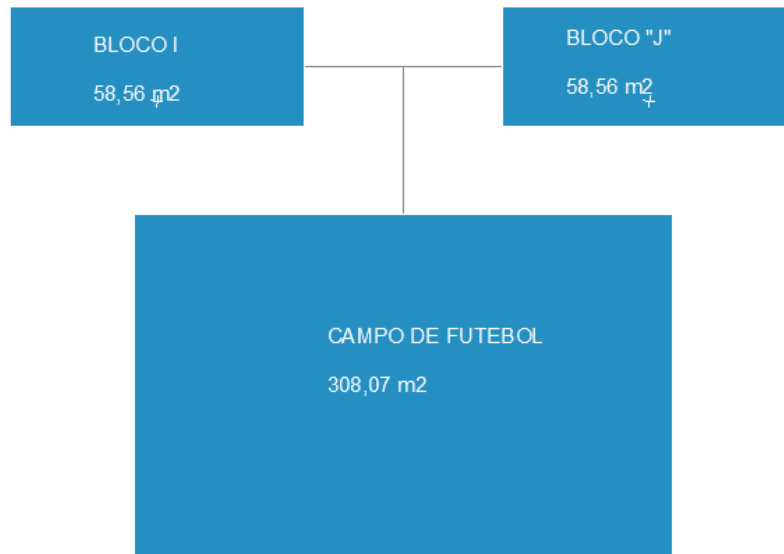 BLOCO I
58,56 m2
BLOCO "J"
58,56 m2
CAMPO DE FUTEBOL
308,07 m2